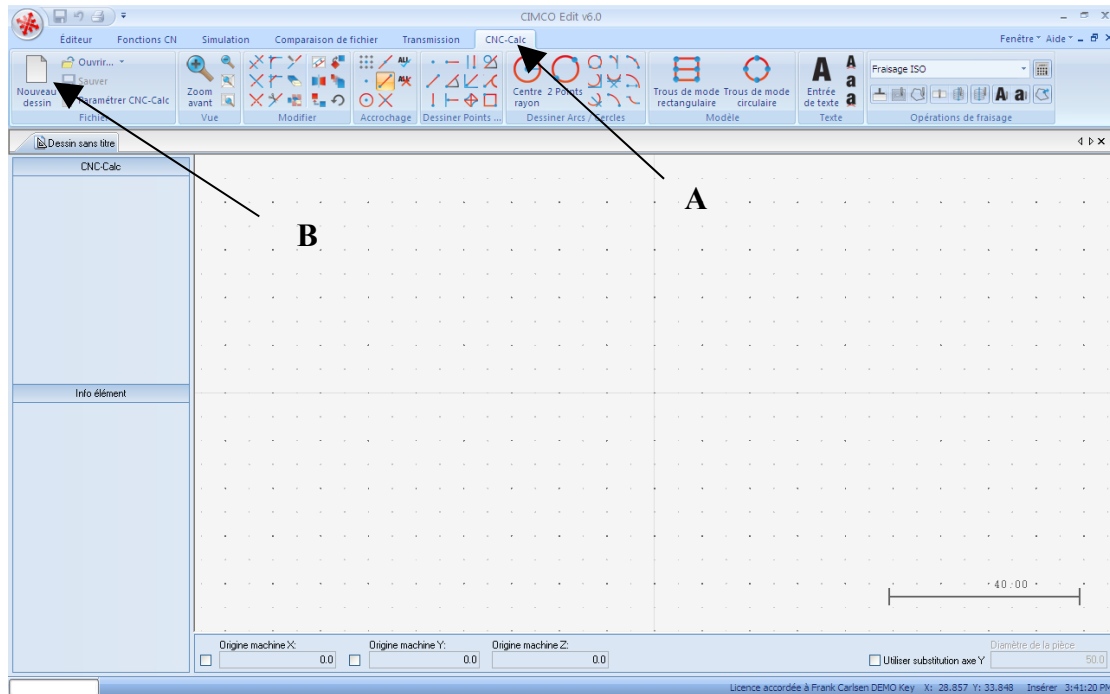 CIMCO Edit v6.0
Éditeur Fonctions CN Simulation Comparaison de fichier Transmission CNC-Calc Fenêtre Aide
Nouveau dessin
Ouvrir...
Sauver
Paramétrer CNC-Calc
Fichier
Zoom avant
Vue
Modifier
Accrochage
Dessiner Points ...
Centre rayon
2 Points
Dessiner Arcs / Cercles
Trous de mode rectangulaire
Trous de mode circulaire
Modèle
Entrée de texte
Texte
Fraisage ISO
Opérations de fraisage
Dessin sans titre
CNC-Calc
A
B
Info élément
40.00
Origine machine X:
0.0
Origine machine Y:
0.0
Origine machine Z:
0.0
Utiliser substitution axe Y
Diamètre de la pièce
50.0
Licence accordée à Frank Carlsen DEMO Key X: 28.857 Y: 33.848 Insérer 3:41:20 PM